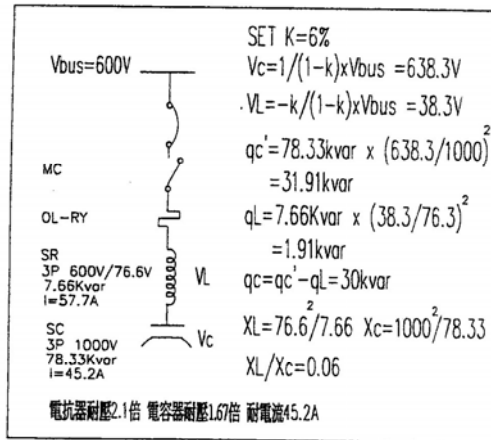 SET K=6%
Vbus=600V
Vc=1/(1-k)xVbus =638.3V
VL=-k/(1-k)xVbus =38.3V
qc'=78.33kvar x (638.3/1000)²
=31.91kvar
MC
OL-RY
qL=7.66Kvar x (38.3/76.3)²
=1.91kvar
SR
3P 600V/76.6V
7.66Kvar
I=57.7A
VL
qc=qc'-qL=30kvar
SC
3P 1000V
78.33Kvar
I=45.2A
Vc
XL=76.6²/7.66 Xc=1000²/78.33
XL/Xc=0.06
電抗器耐壓2.1倍 電容器耐壓1.67倍 耐電流45.2A